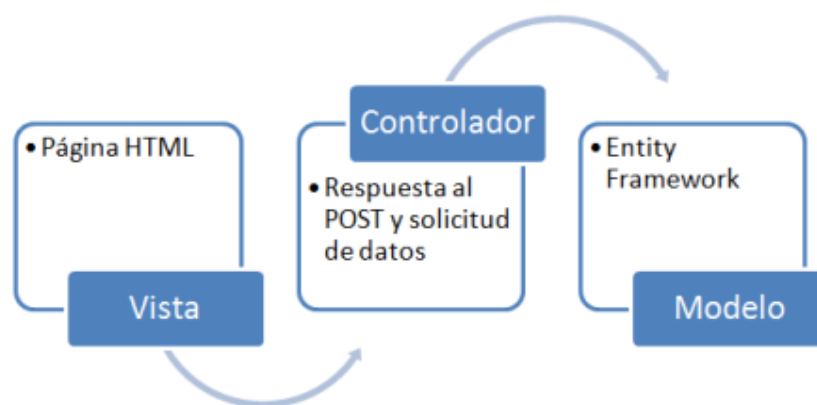 • Página HTML
Vista
Controlador
• Respuesta al
POST y solicitud
de datos
• Entity
Framework
Modelo